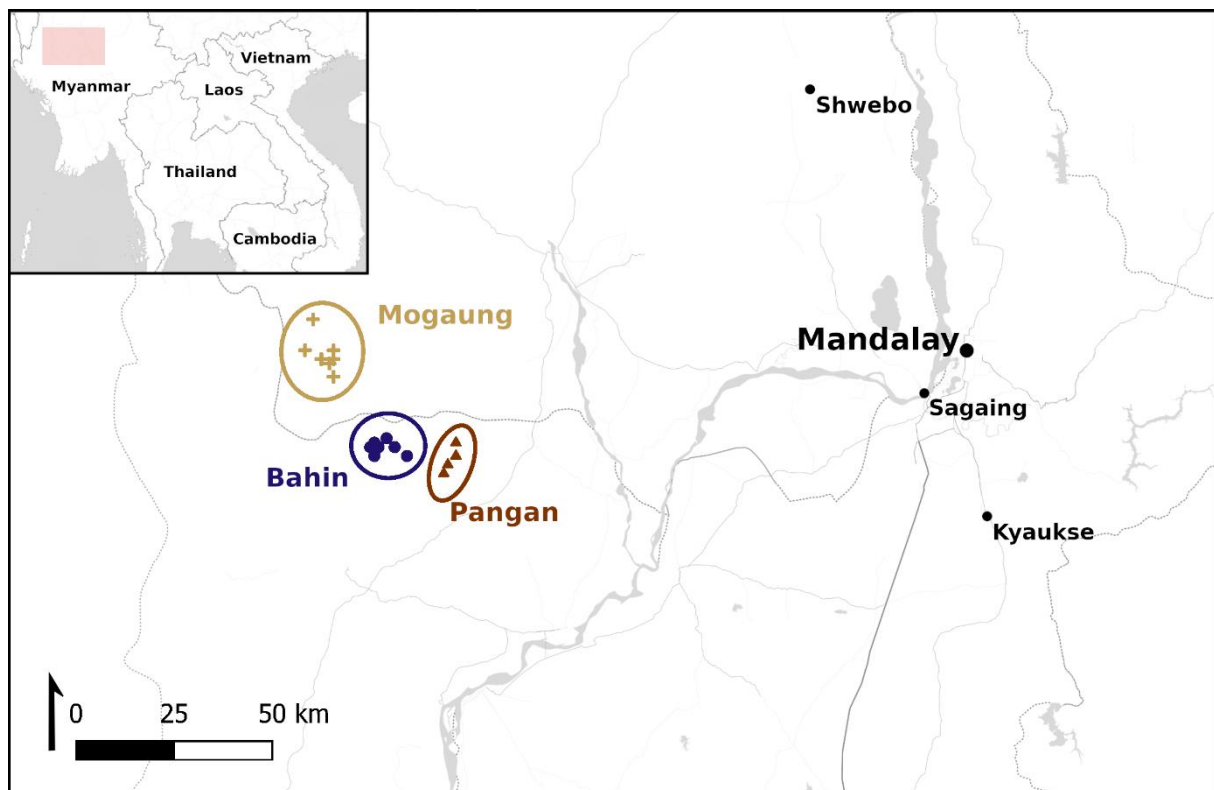 Vietnam
Myanmar
Laos
Thailand
Cambodia
Shwebo
Mogaung
Mandalay
Sagaing
Bahin
Pangan
Kyaukse
0 25 50 km